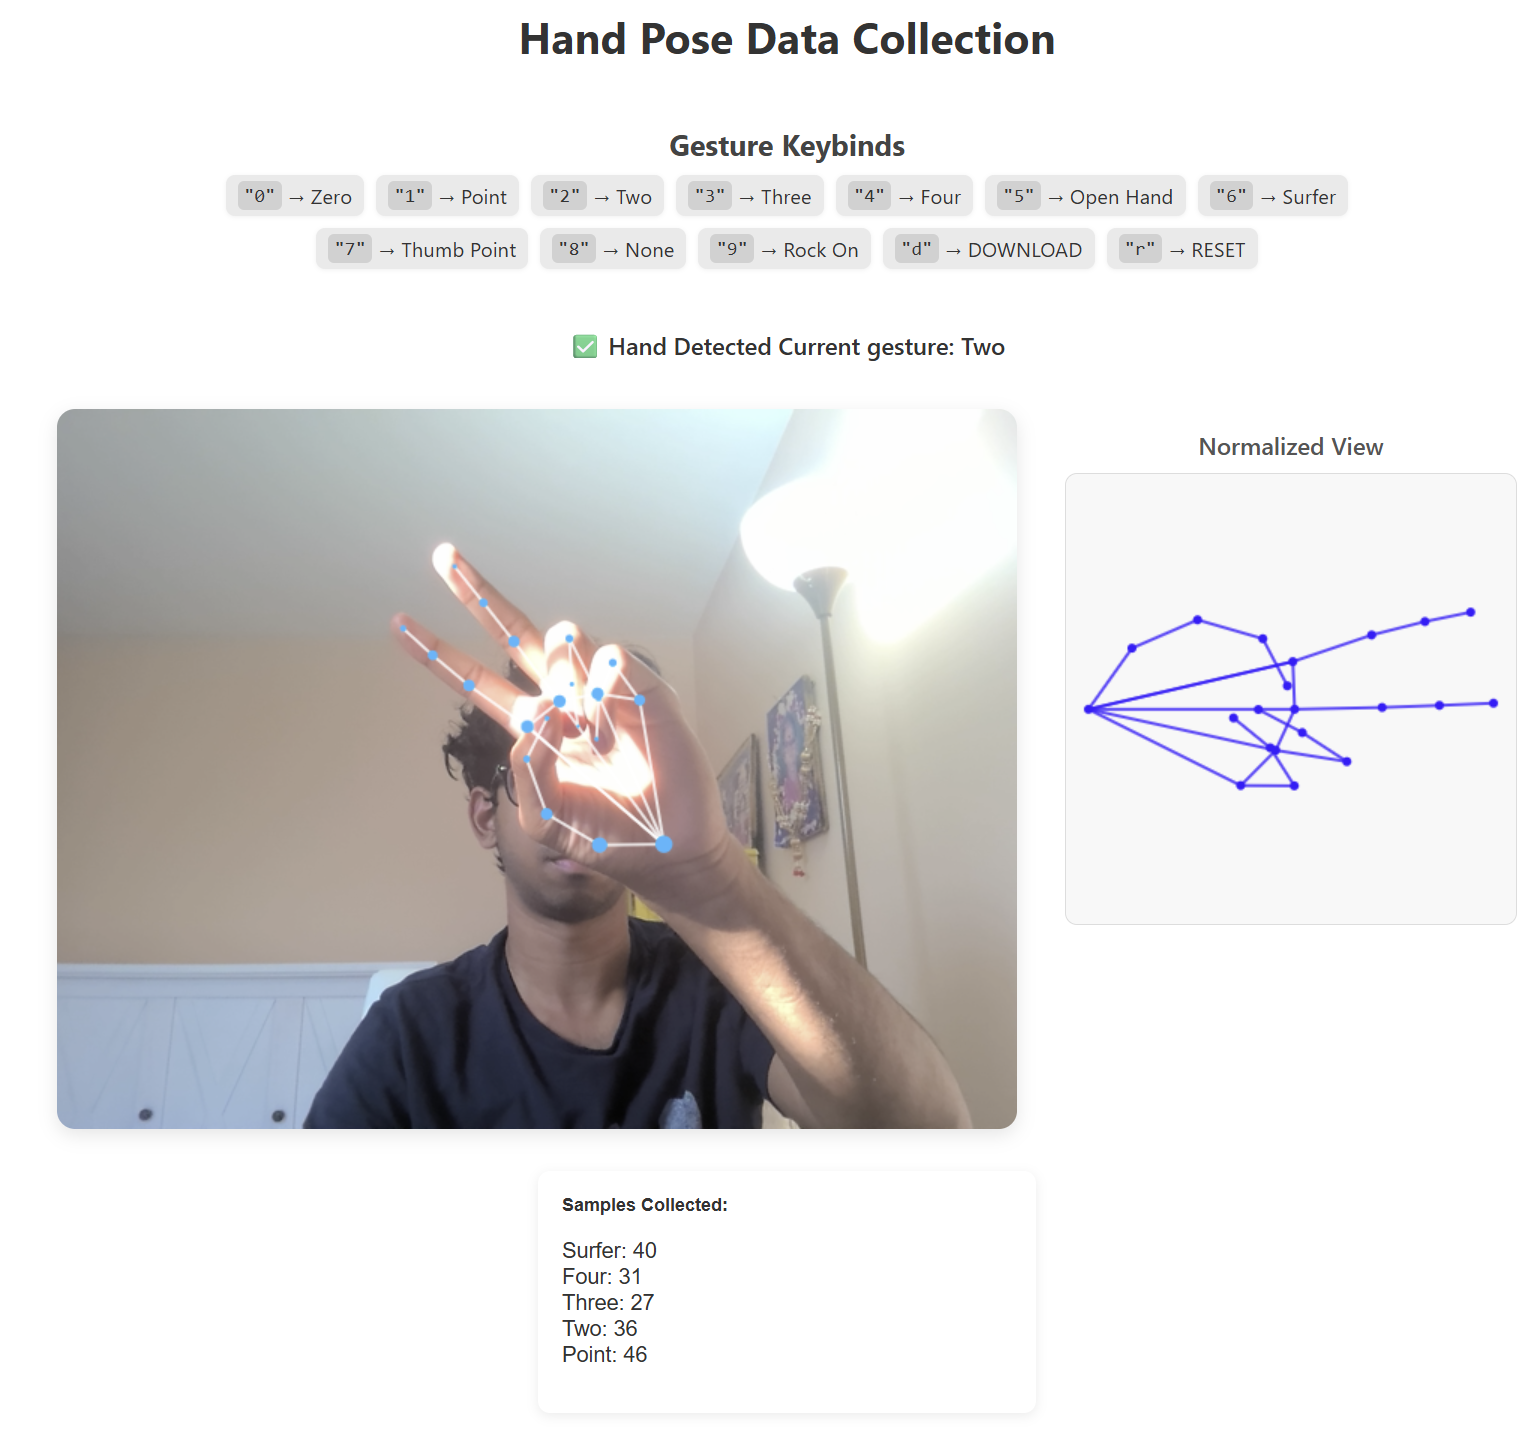 Hand Pose Data Collection
Gesture Keybinds
"0" → Zero "1" → Point "2" → Two "3" → Three "4" → Four "5" → Open Hand "6" → Surfer
"7" → Thumb Point "8" → None "9" → Rock On "d" → DOWNLOAD "r" → RESET
✅ Hand Detected Current gesture: Two
Normalized View
Samples Collected:
Surfer: 40
Four: 31
Three: 27
Two: 36
Point: 46